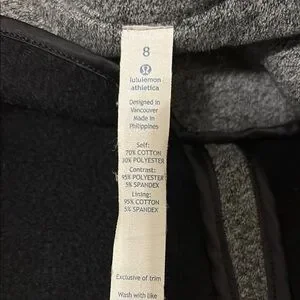 8
lululemon
athletica
Designed in
Vancouver
Made in
Philippines
Self:
70% COTTON
30% POLYESTER
Contrast:
95% POLYESTER
5% SPANDEX
Lining:
95% COTTON
5% SPANDEX
Exclusive of trim
Wash with like